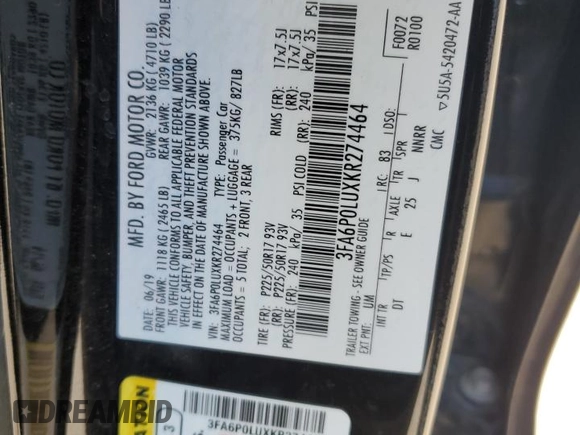 MFD. BY FORD MOTOR CO.
DATE: 06/19 GVWR: 2136 KG ( 4710 LB)
FRONT GAWR: 1118 KG ( 2465 LB) REAR GAWR: 1039 KG ( 2290 LB)
THIS VEHICLE CONFORMS TO ALL APPLICABLE FEDERAL MOTOR
VEHICLE SAFETY, BUMPER, AND THEFT PREVENTION STANDARDS
IN EFFECT ON THE DATE OF MANUFACTURE SHOWN ABOVE.
VIN: 3FA6P0LUXKR274464 TYPE: Passenger Car
MAXIMUM LOAD = OCCUPANTS + LUGGAGE = 375KG/ 827LB
OCCUPANTS = 5 TOTAL; 2 FRONT, 3 REAR
TIRE (FR): P225/50R17 93V RIMS (FR): 17x7.5J
(RR): P225/50R17 93V (RR): 17x7.5J
PRESSURE (FR): 240 kPa/ 35 PSI COLD (RR): 240 kPa/ 35 PSI
3FA6P0LUXKR274464
TRAILER TOWING - SEE OWNER GUIDE
F0072
R0100
EXT PNT: UM RC: 83 DSO:
INT TR TP/PS R AXLE TR SPR
DT E 25 J NNRR
CMC
5U5A-5420472-AA
3FA6P0LUXKR
AUTOBIDMASTER